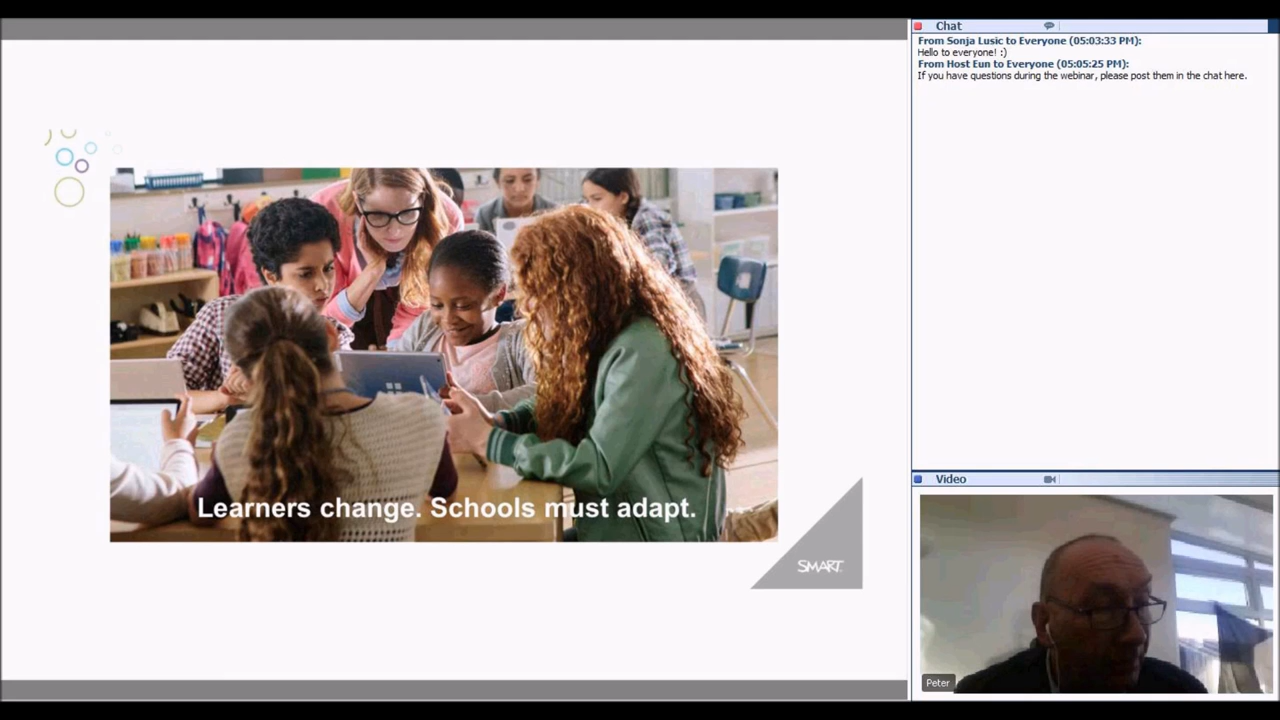 Chat
From Sonja Lusic to Everyone (05:03:33 PM):
Hello to everyone! :)
From Host Eun to Everyone (05:05:25 PM):
If you have questions during the webinar, please post them in the chat here.
Learners change. Schools must adapt.
SMART
Video
Peter